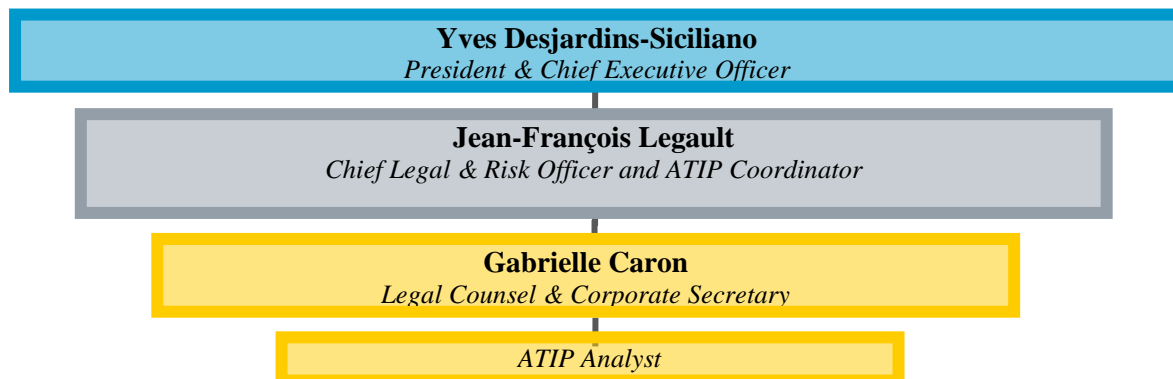 Yves Desjardins-Siciliano
President & Chief Executive Officer
Jean-François Legault
Chief Legal & Risk Officer and ATIP Coordinator
Gabrielle Caron
Legal Counsel & Corporate Secretary
ATIP Analyst